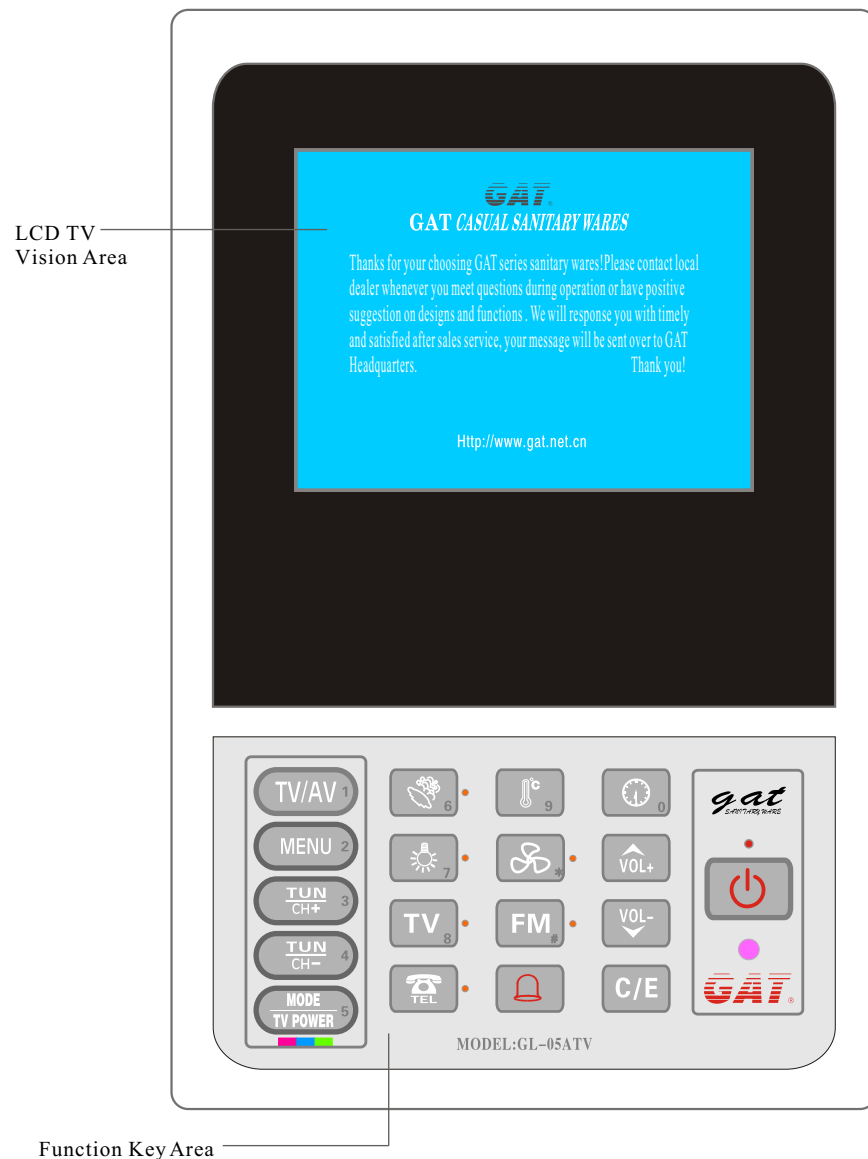 GAT®
GAT CASUAL SANITARY WARES
LCD TV
Vision Area
Thanks for your choosing GAT series sanitary wares!Please contact local
dealer whenever you meet questions during operation or have positive
suggestion on designs and functions . We will response you with timely
and satisfied after sales service, your message will be sent over to GAT
Headquarters. Thank you!
Http://www.gat.net.cn
TV/AV 1
MENU 2
TUN
CH+ 3
TUN
CH− 4
MODE
TV POWER 5
6
°C 9
0
7
*
VOL+
TV 8
FM #
VOL−
TEL
C/E
gat
SANITARY WARE
GAT®
MODEL:GL−05ATV
Function Key Area